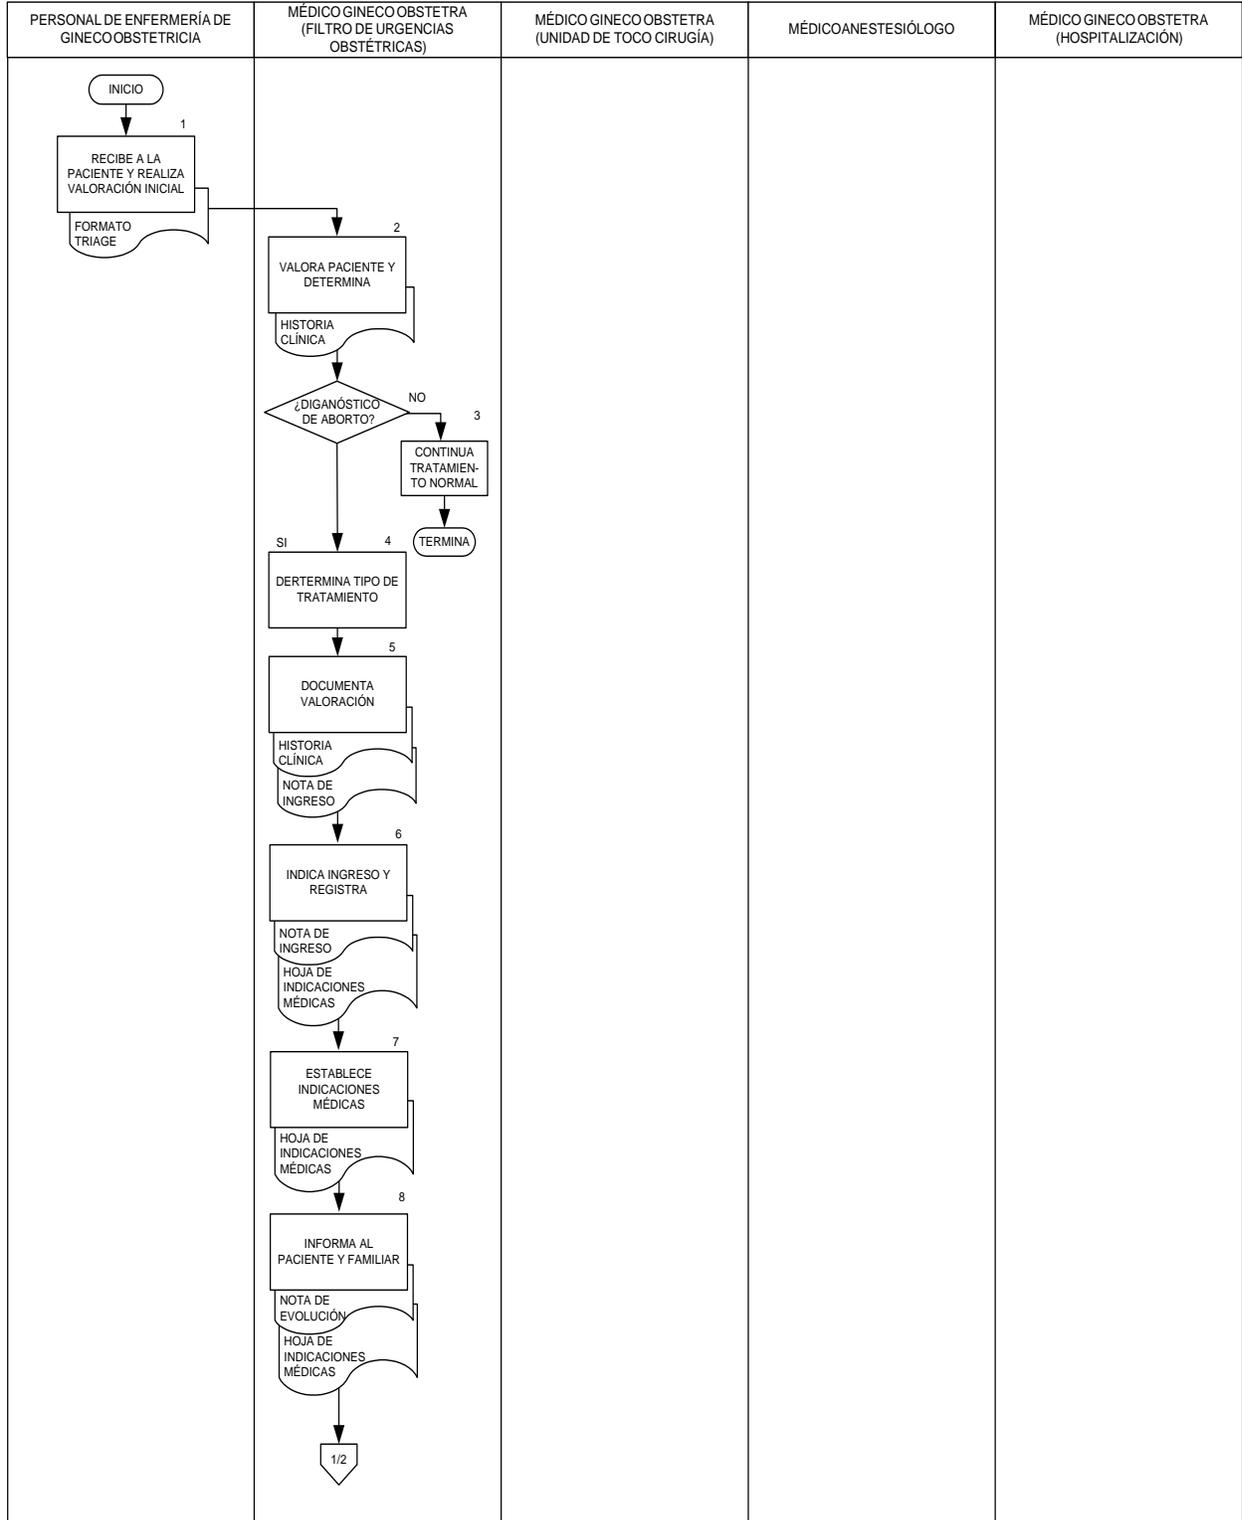 PERSONAL DE ENFERMERÍA DE
GINECO OBSTETRICIA
MÉDICO GINECO OBSTETRA
(FILTRO DE URGENCIAS
OBSTÉTRICAS)
MÉDICO GINECO OBSTETRA
(UNIDAD DE TOCO CIRUGÍA)
MÉDICO ANESTESIÓLOGO
MÉDICO GINECO OBSTETRA
(HOSPITALIZACIÓN)
INICIO
1
RECIBE A LA
PACIENTE Y REALIZA
VALORACIÓN INICIAL
FORMATO
TRIAGE
2
VALORA PACIENTE Y
DETERMINA
HISTORIA
CLÍNICA
¿DIGANÓSTICO
DE ABORTO?
NO
3
CONTINUA
TRATAMIEN-
TO NORMAL
TERMINA
SI
4
DERTERMINA TIPO DE
TRATAMIENTO
5
DOCUMENTA
VALORACIÓN
HISTORIA
CLÍNICA
NOTA DE
INGRESO
6
INDICA INGRESO Y
REGISTRA
NOTA DE
INGRESO
HOJA DE
INDICACIONES
MÉDICAS
7
ESTABLECE
INDICACIONES
MÉDICAS
HOJA DE
INDICACIONES
MÉDICAS
8
INFORMA AL
PACIENTE Y FAMILIAR
NOTA DE
EVOLUCIÓN
HOJA DE
INDICACIONES
MÉDICAS
1/2